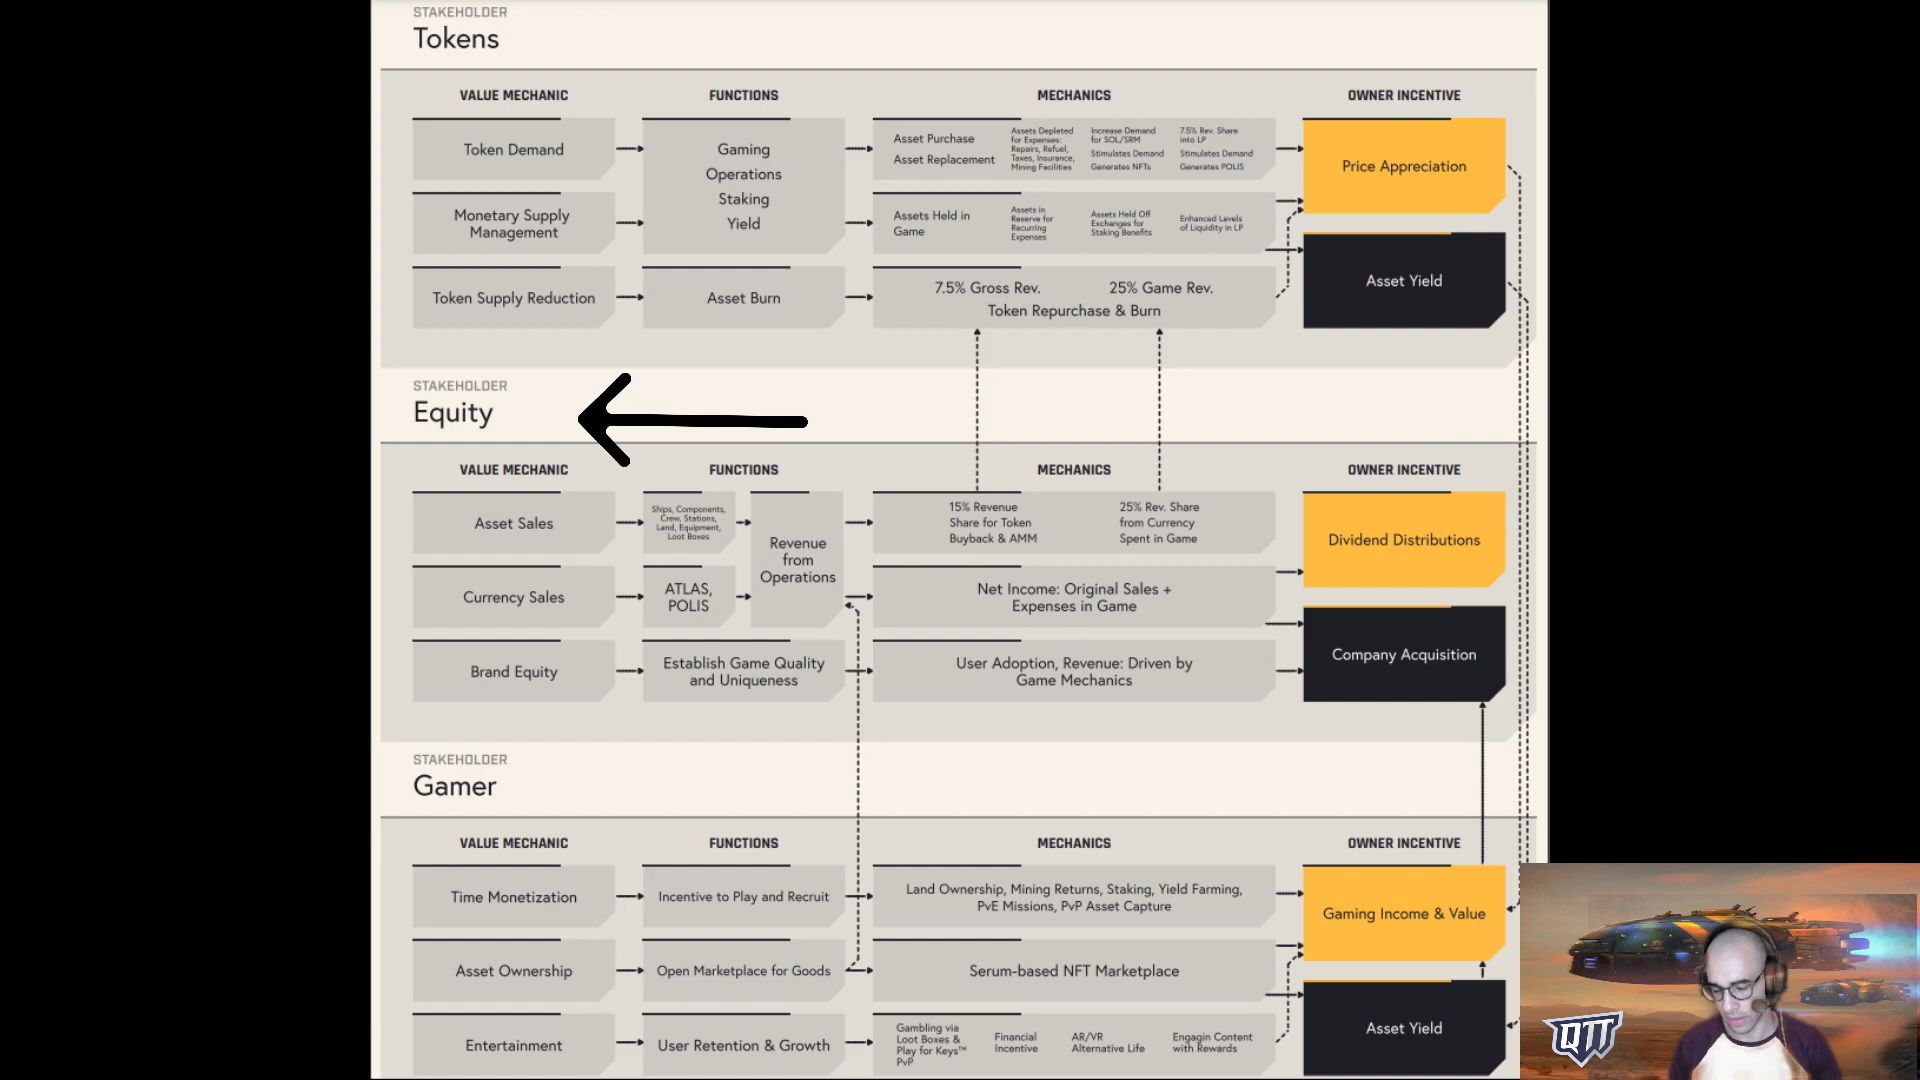 STAKEHOLDER
Tokens
VALUE MECHANIC
FUNCTIONS
MECHANICS
OWNER INCENTIVE
Token Demand
Monetary Supply
Management
Token Supply Reduction
Gaming
Operations
Staking
Yield
Asset Burn
Asset Purchase
Asset Replacement
Assets Depleted
for Expenses:
Repairs, Refuel,
Taxes, Insurance,
Mining Facilities
Increase Demand
for SOL/SRM
Stimulates Demand
Generates NFTs
7.5% Rev. Share
into LP
Stimulates Demand
Generates POLIS
Assets Held in
Game
Assets in
Reserve for
Recurring
Expenses
Assets Held Off
Exchanges for
Staking Benefits
Enhanced Levels
of Liquidity in LP
7.5% Gross Rev.
25% Game Rev.
Token Repurchase & Burn
Price Appreciation
Asset Yield
STAKEHOLDER
Equity
VALUE MECHANIC
FUNCTIONS
MECHANICS
OWNER INCENTIVE
Asset Sales
Currency Sales
Brand Equity
Ships, Components,
Crew, Stations,
Land, Equipment,
Loot Boxes
ATLAS,
POLIS
Revenue
from
Operations
Establish Game Quality
and Uniqueness
15% Revenue
Share for Token
Buyback & AMM
25% Rev. Share
from Currency
Spent in Game
Net Income: Original Sales +
Expenses in Game
User Adoption, Revenue: Driven by
Game Mechanics
Dividend Distributions
Company Acquisition
STAKEHOLDER
Gamer
VALUE MECHANIC
FUNCTIONS
MECHANICS
OWNER INCENTIVE
Time Monetization
Asset Ownership
Entertainment
Incentive to Play and Recruit
Open Marketplace for Goods
User Retention & Growth
Land Ownership, Mining Returns, Staking, Yield Farming,
PvE Missions, PvP Asset Capture
Serum-based NFT Marketplace
Gambling via
Loot Boxes &
Play for Keys™
PvP
Financial
Incentive
AR/VR
Alternative Life
Engagin Content
with Rewards
Gaming Income & Value
Asset Yield
QTT